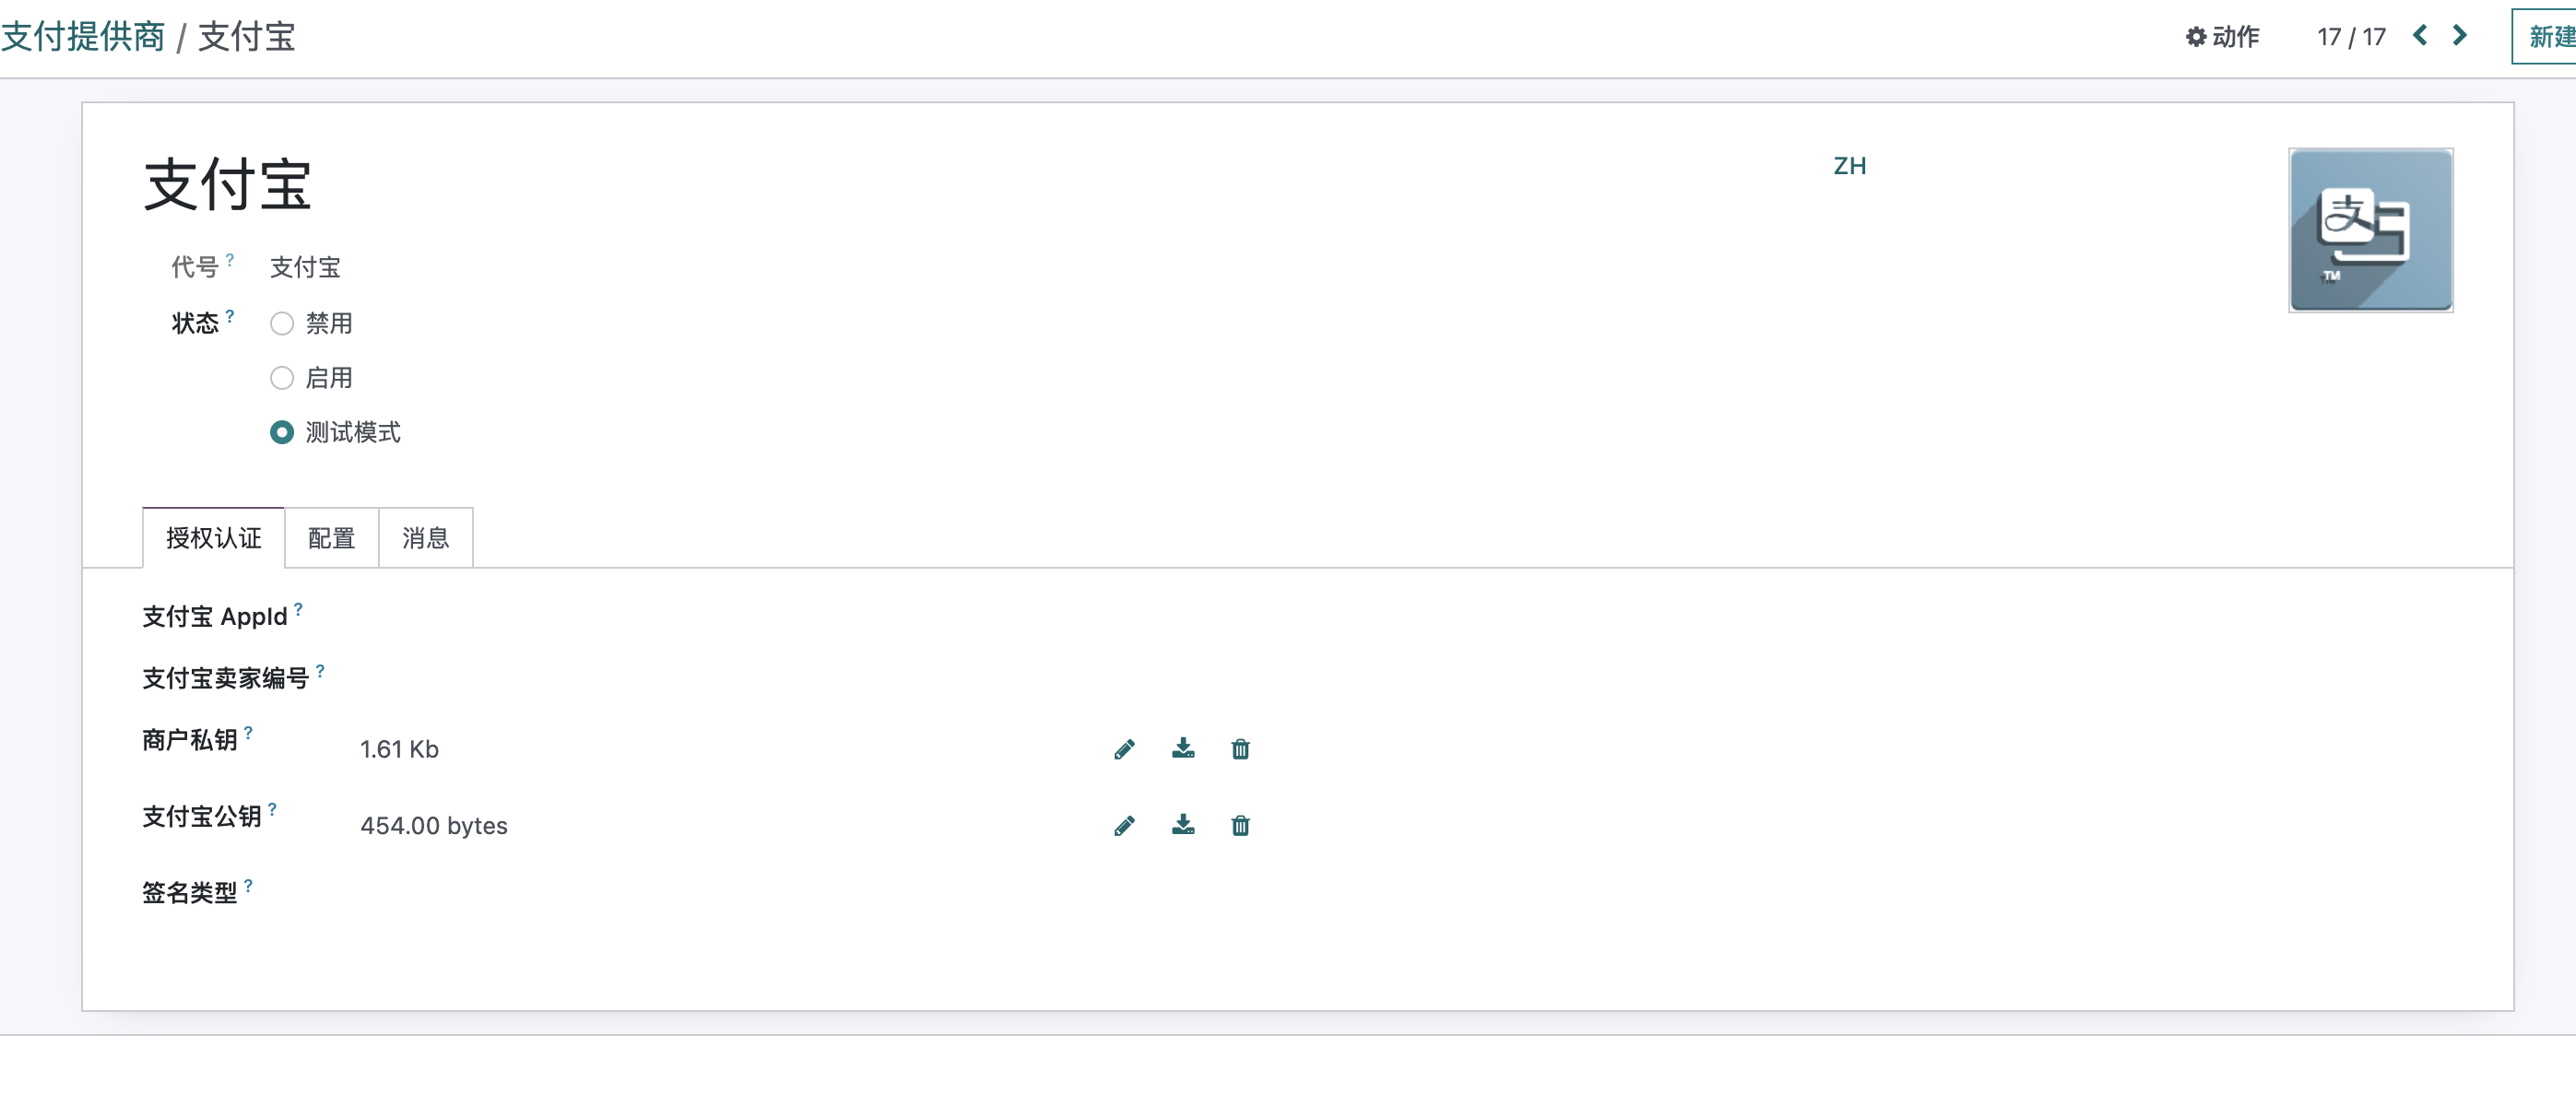 支付提供商 / 支付宝
动作 17 / 17 新建
支付宝 ZH
支
TM
代号 ? 支付宝
状态 ? 禁用
启用
测试模式
授权认证 配置 消息
支付宝 AppId ?
支付宝卖家编号 ?
商户私钥 ? 1.61 Kb
支付宝公钥 ? 454.00 bytes
签名类型 ?